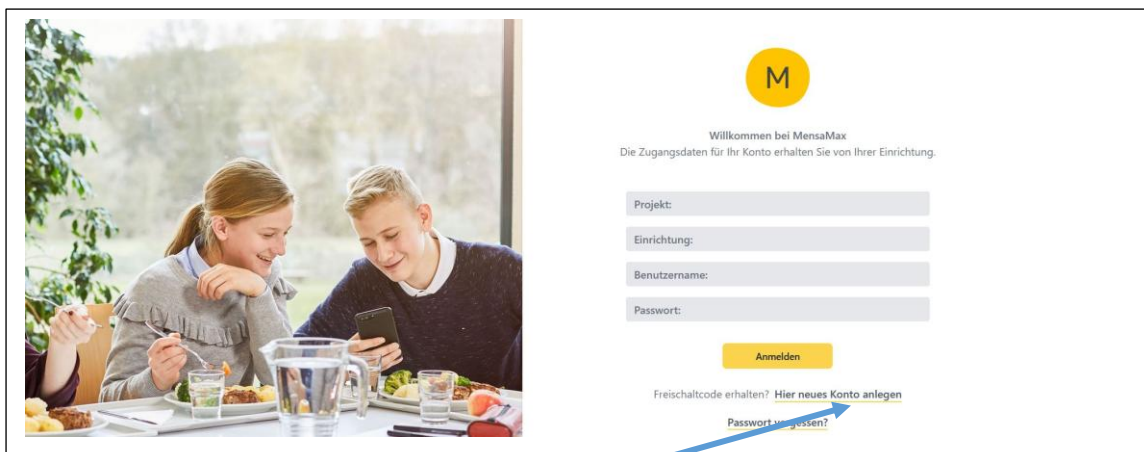 M
Willkommen bei MensaMax
Die Zugangsdaten für Ihr Konto erhalten Sie von Ihrer Einrichtung.
Projekt:
Einrichtung:
Benutzername:
Passwort:
Anmelden
Freischaltcode erhalten? Hier neues Konto anlegen
Passwort vergessen?